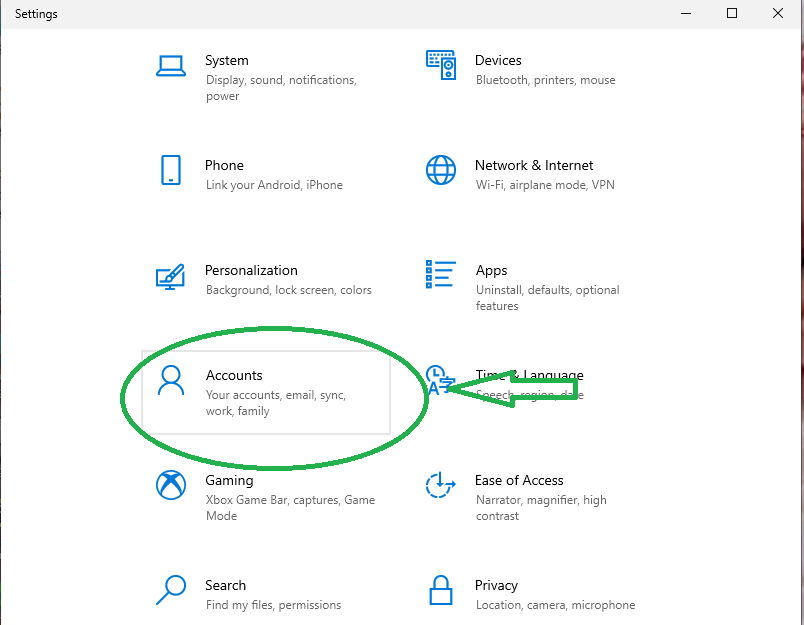 Settings
System
Display, sound, notifications,
power
Devices
Bluetooth, printers, mouse
Phone
Link your Android, iPhone
Network & Internet
Wi-Fi, airplane mode, VPN
Personalization
Background, lock screen, colors
Apps
Uninstall, defaults, optional
features
Accounts
Your accounts, email, sync,
work, family
Time & Language
Speech, region, date
Gaming
Xbox Game Bar, captures, Game
Mode
Ease of Access
Narrator, magnifier, high
contrast
Search
Find my files, permissions
Privacy
Location, camera, microphone